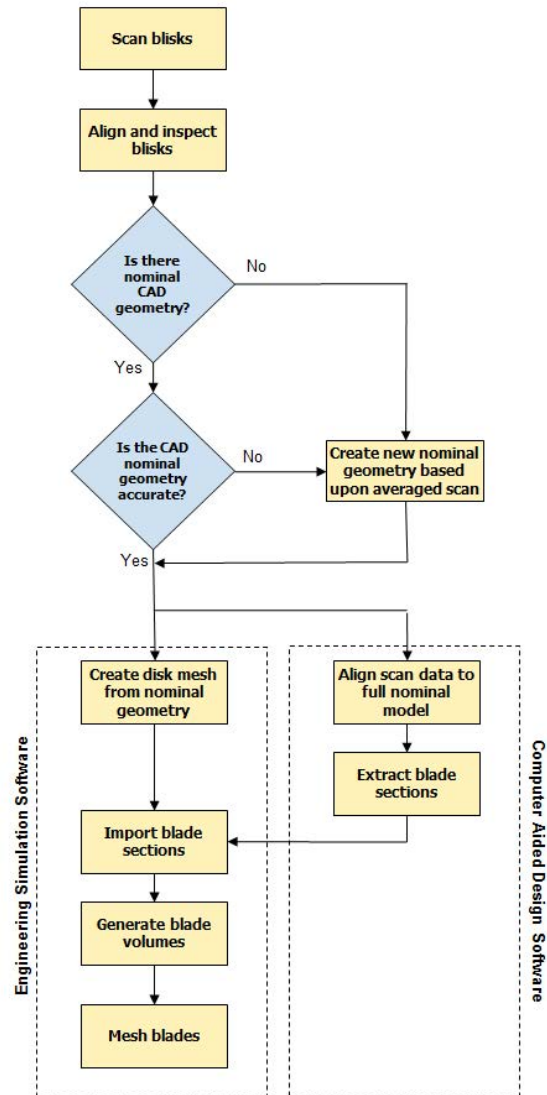 Scan blisks
Align and inspect
blisks
Is there
nominal
CAD
geometry?
No
Yes
Is the CAD
nominal
geometry
accurate?
No
Create new nominal
geometry based
upon averaged scan
Yes
Engineering Simulation Software
Create disk mesh
from nominal
geometry
Align scan data to
full nominal
model
Extract blade
sections
Import blade
sections
Generate blade
volumes
Mesh blades
Computer Aided Design Software